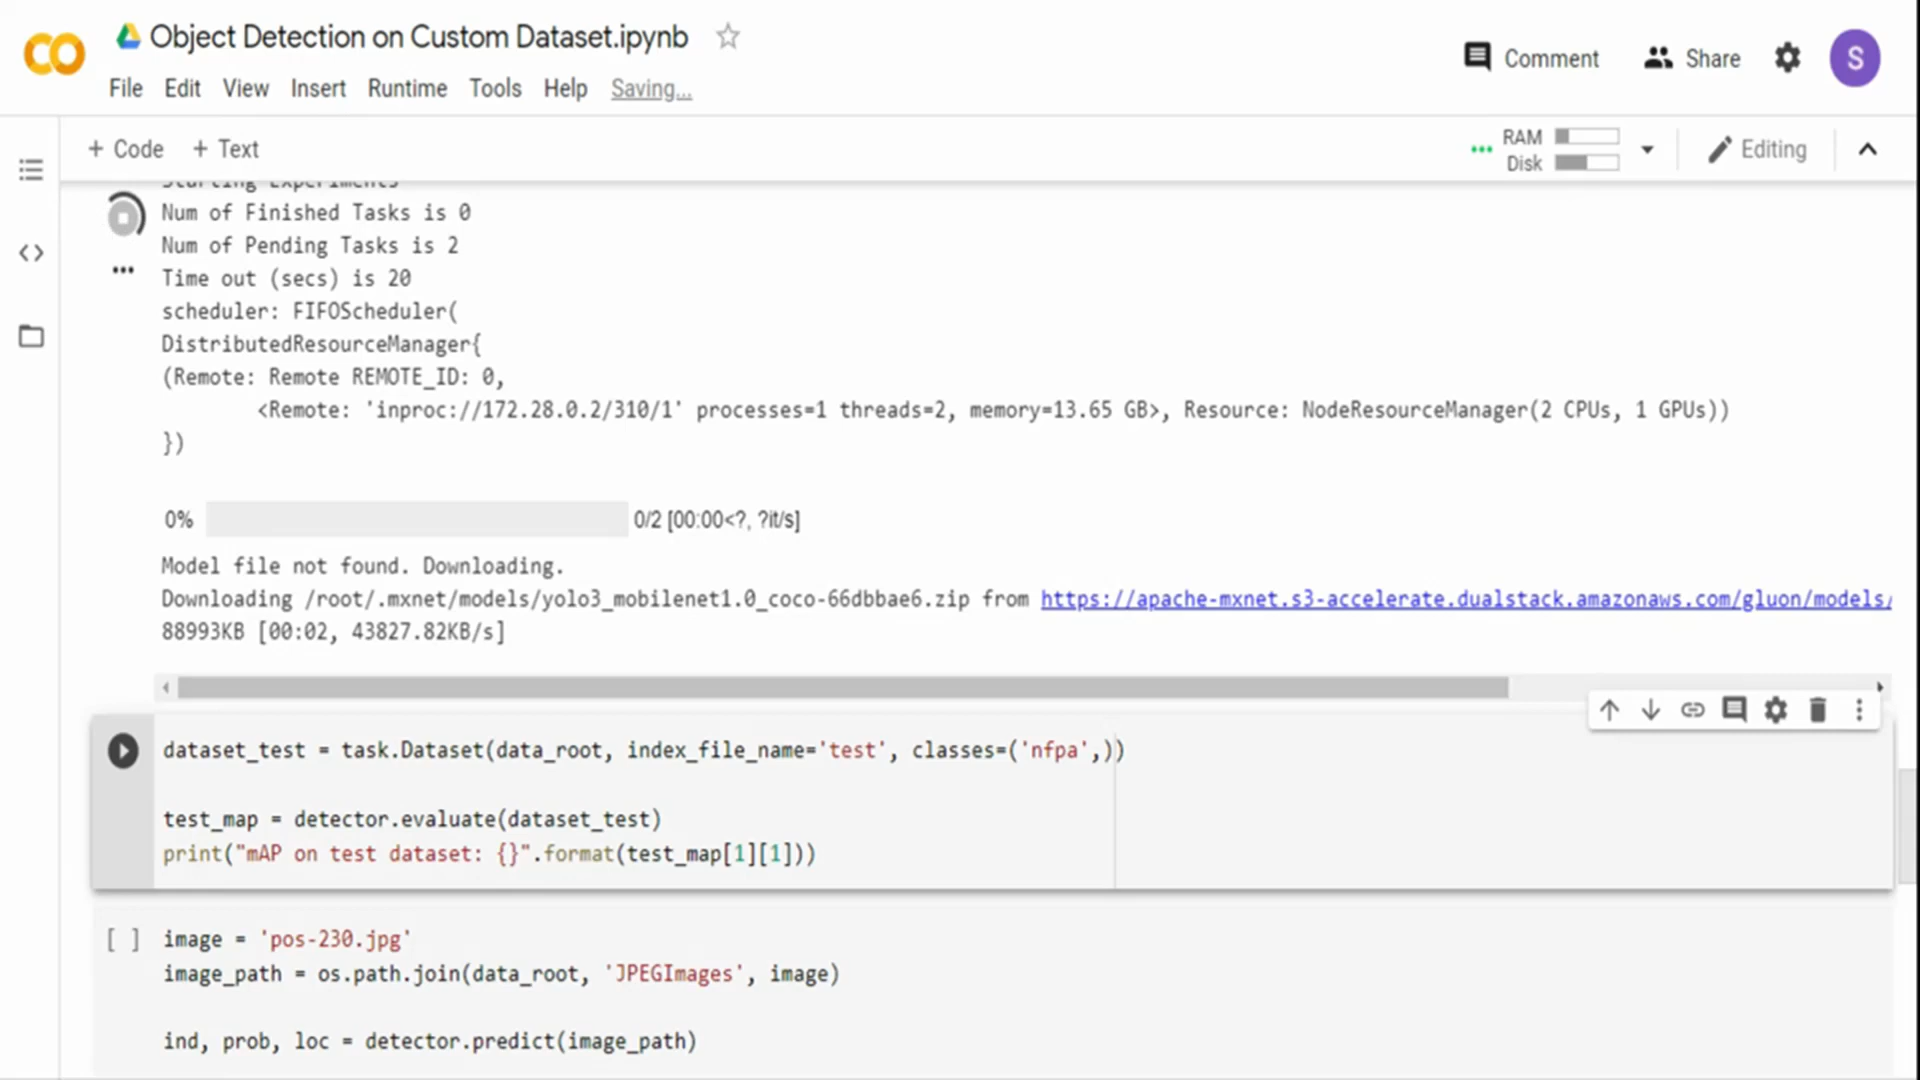 Object Detection on Custom Dataset.ipynb
File Edit View Insert Runtime Tools Help Saving...
Comment Share S
+ Code + Text
RAM
Disk
Editing
Starting Experiments
Num of Finished Tasks is 0
Num of Pending Tasks is 2
Time out (secs) is 20
scheduler: FIFOScheduler(
DistributedResourceManager{
(Remote: Remote REMOTE_ID: 0,
<Remote: 'inproc://172.28.0.2/310/1' processes=1 threads=2, memory=13.65 GB>, Resource: NodeResourceManager(2 CPUs, 1 GPUs))
})
0% 0/2 [00:00<?, ?it/s]
Model file not found. Downloading.
Downloading /root/.mxnet/models/yolo3_mobilenet1.0_coco-66dbbae6.zip from https://apache-mxnet.s3-accelerate.dualstack.amazonaws.com/gluon/models/
88993KB [00:02, 43827.82KB/s]
dataset_test = task.Dataset(data_root, index_file_name='test', classes=('nfpa',))
test_map = detector.evaluate(dataset_test)
print("mAP on test dataset: {}".format(test_map[1][1]))
[ ] image = 'pos-230.jpg'
image_path = os.path.join(data_root, 'JPEGImages', image)
ind, prob, loc = detector.predict(image_path)